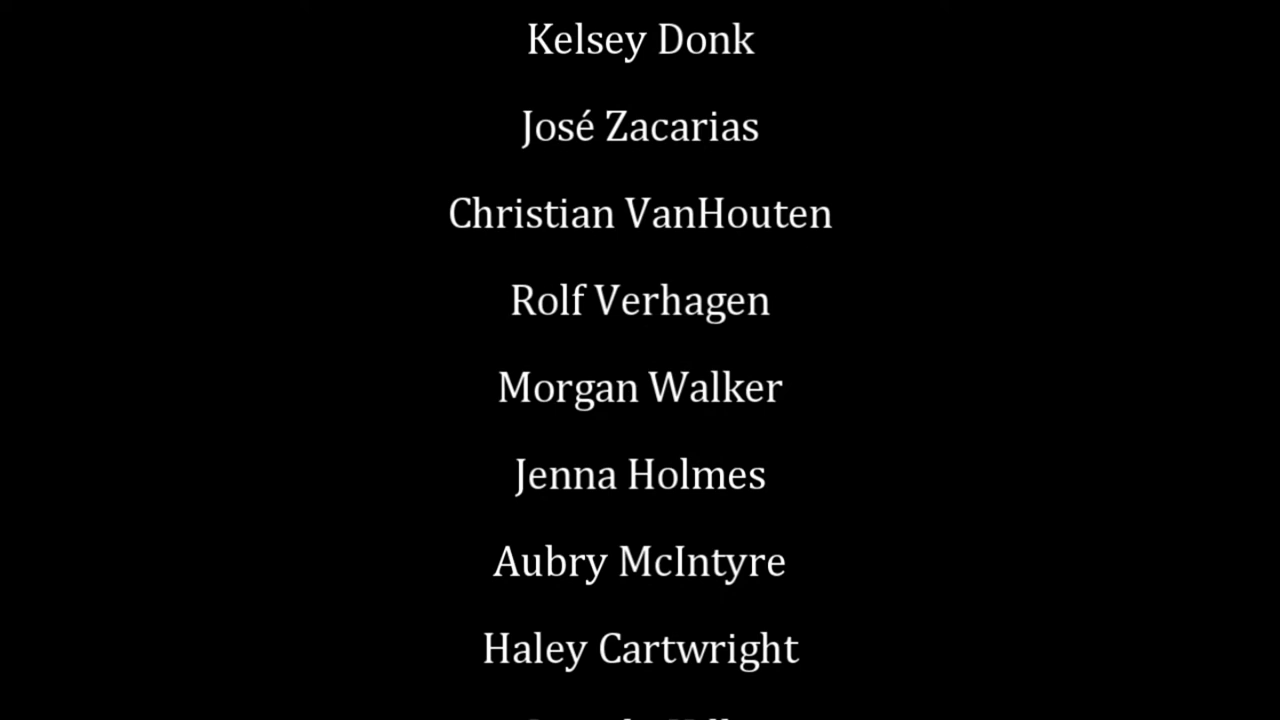 Kelsey Donk
José Zacarias
Christian VanHouten
Rolf Verhagen
Morgan Walker
Jenna Holmes
Aubry McIntyre
Haley Cartwright